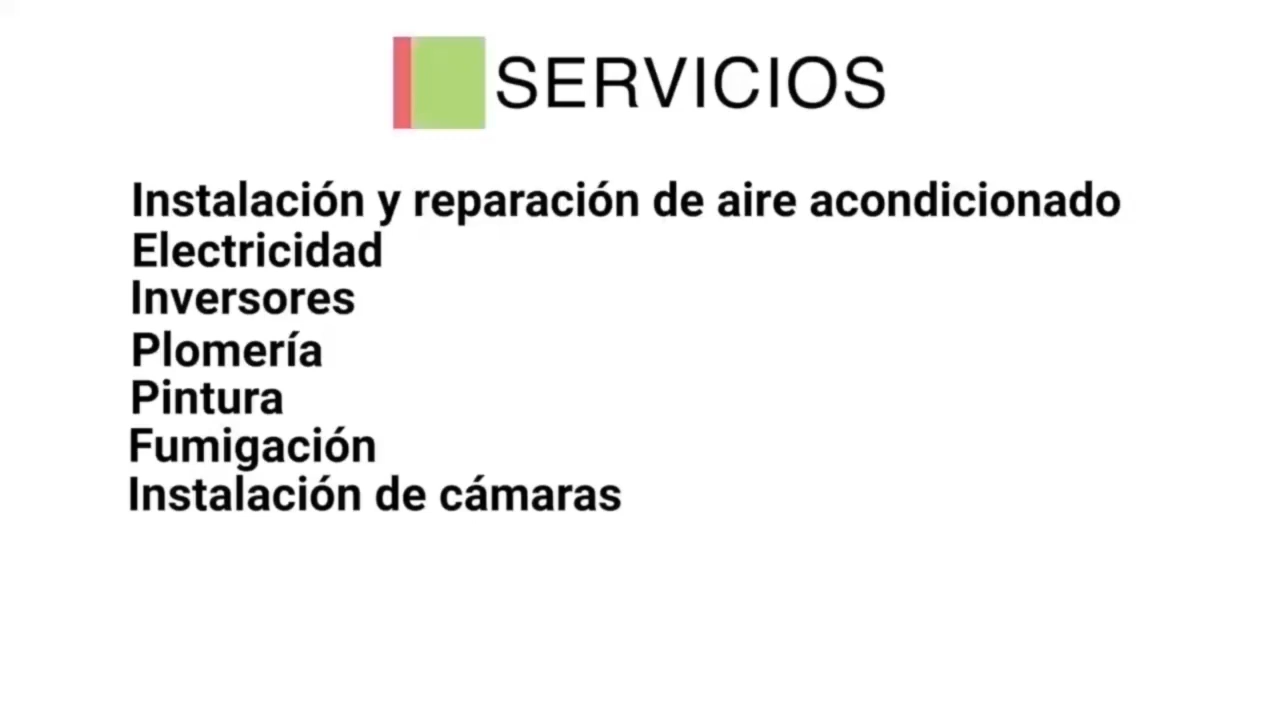 SERVICIOS
Instalación y reparación de aire acondicionado
Electricidad
Inversores
Plomería
Pintura
Fumigación
Instalación de cámaras